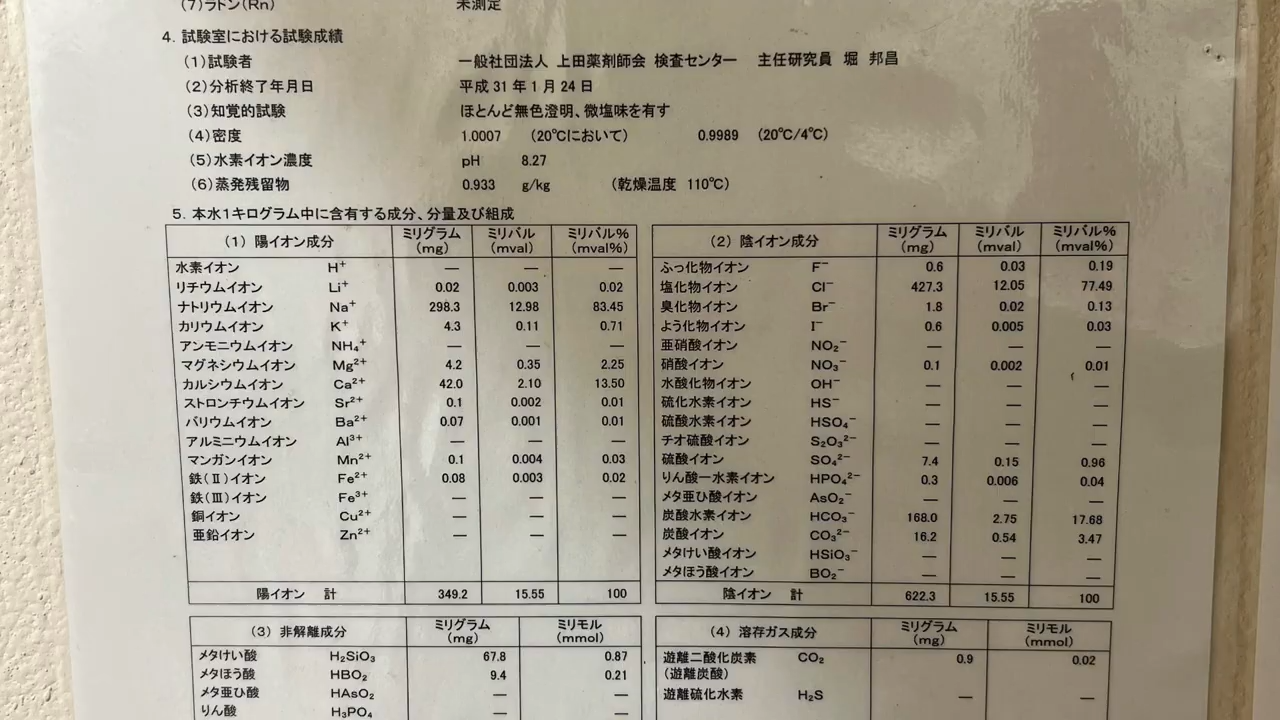 (7)ラドン(Rn) 未測定
4. 試験室における試験成績
(1)試験者 一般社団法人 上田薬剤師会 検査センター 主任研究員 堀 邦昌
(2)分析終了年月日 平成 31 年 1 月 24 日
(3)知覚的試験 ほとんど無色澄明、微塩味を有す
(4)密度 1.0007 (20℃において) 0.9989 (20℃/4℃)
(5)水素イオン濃度 pH 8.27
(6)蒸発残留物 0.933 g/kg (乾燥温度 110℃)
5. 本水1キログラム中に含有する成分、分量及び組成
(1) 陽イオン成分 ミリグラム (mg) ミリバル (mval) ミリバル% (mval%)
水素イオン H⁺ — — —
リチウムイオン Li⁺ 0.02 0.003 0.02
ナトリウムイオン Na⁺ 298.3 12.98 83.45
カリウムイオン K⁺ 4.3 0.11 0.71
アンモニウムイオン NH₄⁺ — — —
マグネシウムイオン Mg²⁺ 4.2 0.35 2.25
カルシウムイオン Ca²⁺ 42.0 2.10 13.50
ストロンチウムイオン Sr²⁺ 0.1 0.002 0.01
バリウムイオン Ba²⁺ 0.07 0.001 0.01
アルミニウムイオン Al³⁺ — — —
マンガンイオン Mn²⁺ 0.1 0.004 0.03
鉄(Ⅱ)イオン Fe²⁺ 0.08 0.003 0.02
鉄(Ⅲ)イオン Fe³⁺ — — —
銅イオン Cu²⁺ — — —
亜鉛イオン Zn²⁺ — — —
陽イオン 計 349.2 15.55 100
(2) 陰イオン成分 ミリグラム (mg) ミリバル (mval) ミリバル% (mval%)
ふっ化物イオン F⁻ 0.6 0.03 0.19
塩化物イオン Cl⁻ 427.3 12.05 77.49
臭化物イオン Br⁻ 1.8 0.02 0.13
よう化物イオン I⁻ 0.6 0.005 0.03
亜硝酸イオン NO₂⁻ — — —
硝酸イオン NO₃⁻ 0.1 0.002 0.01
水酸化物イオン OH⁻ — — —
硫化水素イオン HS⁻ — — —
硫酸水素イオン HSO₄⁻ — — —
チオ硫酸イオン S₂O₃²⁻ — — —
硫酸イオン SO₄²⁻ 7.4 0.15 0.96
りん酸一水素イオン HPO₄²⁻ 0.3 0.006 0.04
メタ亜ひ酸イオン AsO₂⁻ — — —
炭酸水素イオン HCO₃⁻ 168.0 2.75 17.68
炭酸イオン CO₃²⁻ 16.2 0.54 3.47
メタけい酸イオン HSiO₃⁻ — — —
メタほう酸イオン BO₂⁻ — — —
陰イオン 計 622.3 15.55 100
(3) 非解離成分 ミリグラム (mg) ミリモル (mmol)
メタけい酸 H₂SiO₃ 67.8 0.87
メタほう酸 HBO₂ 9.4 0.21
メタ亜ひ酸 HAsO₂ — —
りん酸 H₃PO₄ — —
(4) 溶存ガス成分 ミリグラム (mg) ミリモル (mmol)
遊離二酸化炭素 CO₂ 0.9 0.02
(遊離炭酸)
遊離硫化水素 H₂S — —